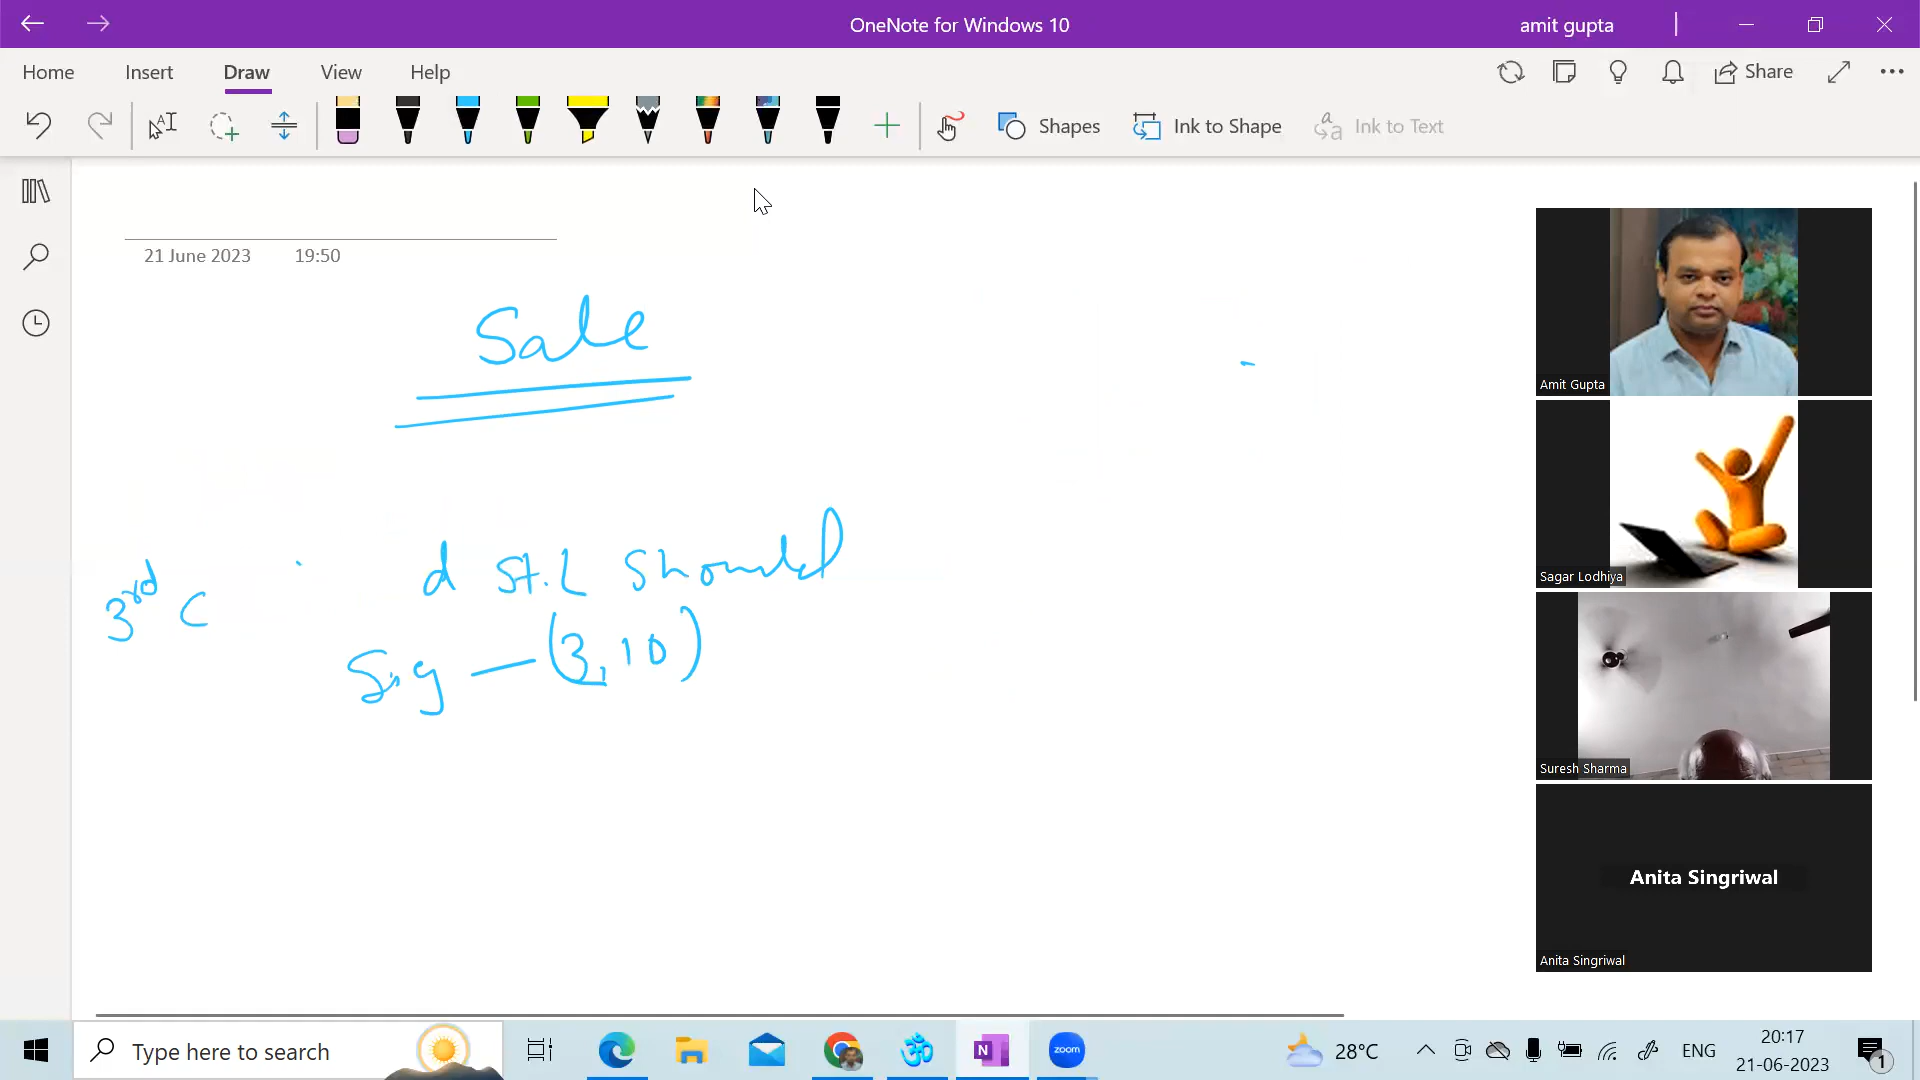 OneNote for Windows 10
amit gupta
Home Insert Draw View Help
Share
Shapes Ink to Shape Ink to Text
21 June 2023 19:50
Sale
3rd C
d St.L Should
Sig — (3, 10)
Amit Gupta
Sagar Lodhiya
Suresh Sharma
Anita Singriwal
Anita Singriwal
Type here to search
zoom
28°C
ENG
20:17
21-06-2023
1